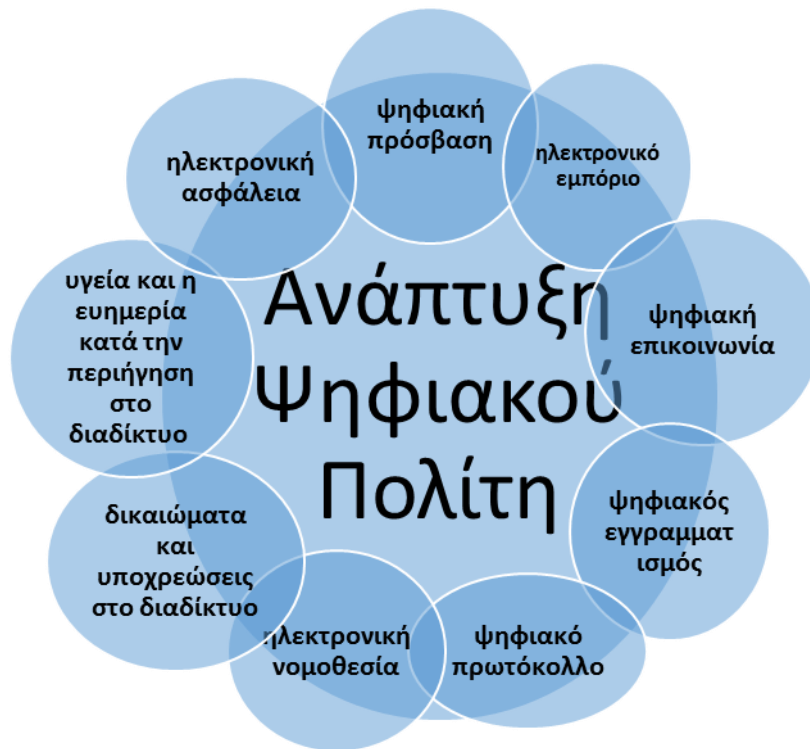 ψηφιακή
πρόσβαση
ηλεκτρονικό
εμπόριο
ψηφιακή
επικοινωνία
ψηφιακός
εγγραμματ
ισμός
ψηφιακό
πρωτόκολλο
ηλεκτρονική
νομοθεσία
δικαιώματα
και
υποχρεώσεις
στο διαδίκτυο
υγεία και η
ευημερία
κατά την
περιήγηση
στο
διαδίκτυο
ηλεκτρονική
ασφάλεια
Ανάπτυξη
Ψηφιακού
Πολίτη